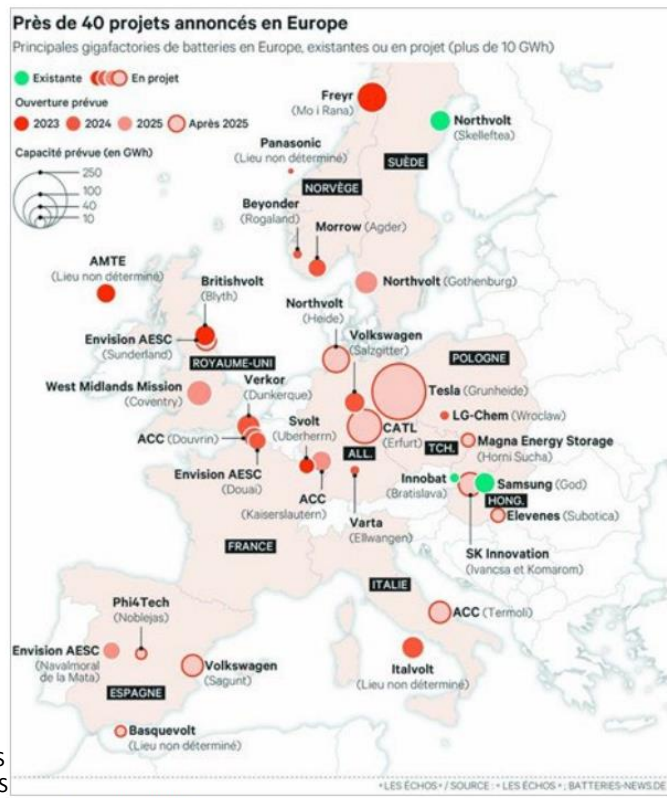 Près de 40 projets annoncés en Europe
Principales gigafactories de batteries en Europe, existantes ou en projet (plus de 10 GWh)
Existante
En projet
Ouverture prévue
2023
2024
2025
Après 2025
Capacité prévue (en GWh)
250
100
40
10
Freyr
(Mo i Rana)
Northvolt
(Skelleftea)
Panasonic
(Lieu non déterminé)
SUÈDE
NORVÈGE
Beyonder
(Rogaland)
Morrow (Agder)
AMTE
(Lieu non déterminé)
Britishvolt
(Blyth)
Northvolt (Gothenburg)
Northvolt
(Heide)
Envision AESC
(Sunderland)
Volkswagen
(Salzgitter)
ROYAUME-UNI
POLOGNE
West Midlands Mission
(Coventry)
Verkor
(Dunkerque)
Tesla (Grunheide)
LG-Chem (Wroclaw)
Svolt
(Uberherrn)
CATL
(Erfurt)
ACC (Douvrin)
Magna Energy Storage
(Horni Sucha)
ALL.
TCH.
Envision AESC
(Douai)
Innobat
(Bratislava)
Samsung (God)
HONG.
ACC
(Kaiserslautern)
Elevenes (Subotica)
Varta
(Ellwangen)
FRANCE
SK Innovation
(Ivancsa et Komarom)
ITALIE
Phi4Tech
(Noblejas)
ACC (Termoli)
Envision AESC
(Navalmoral
de la Mata)
Volkswagen
(Sagunt)
Italvolt
(Lieu non déterminé)
ESPAGNE
Basquevolt
(Lieu non déterminé)
s
S
« LES ÉCHOS » / SOURCE : « LES ÉCHOS » ; BATTERIES-NEWS.DE